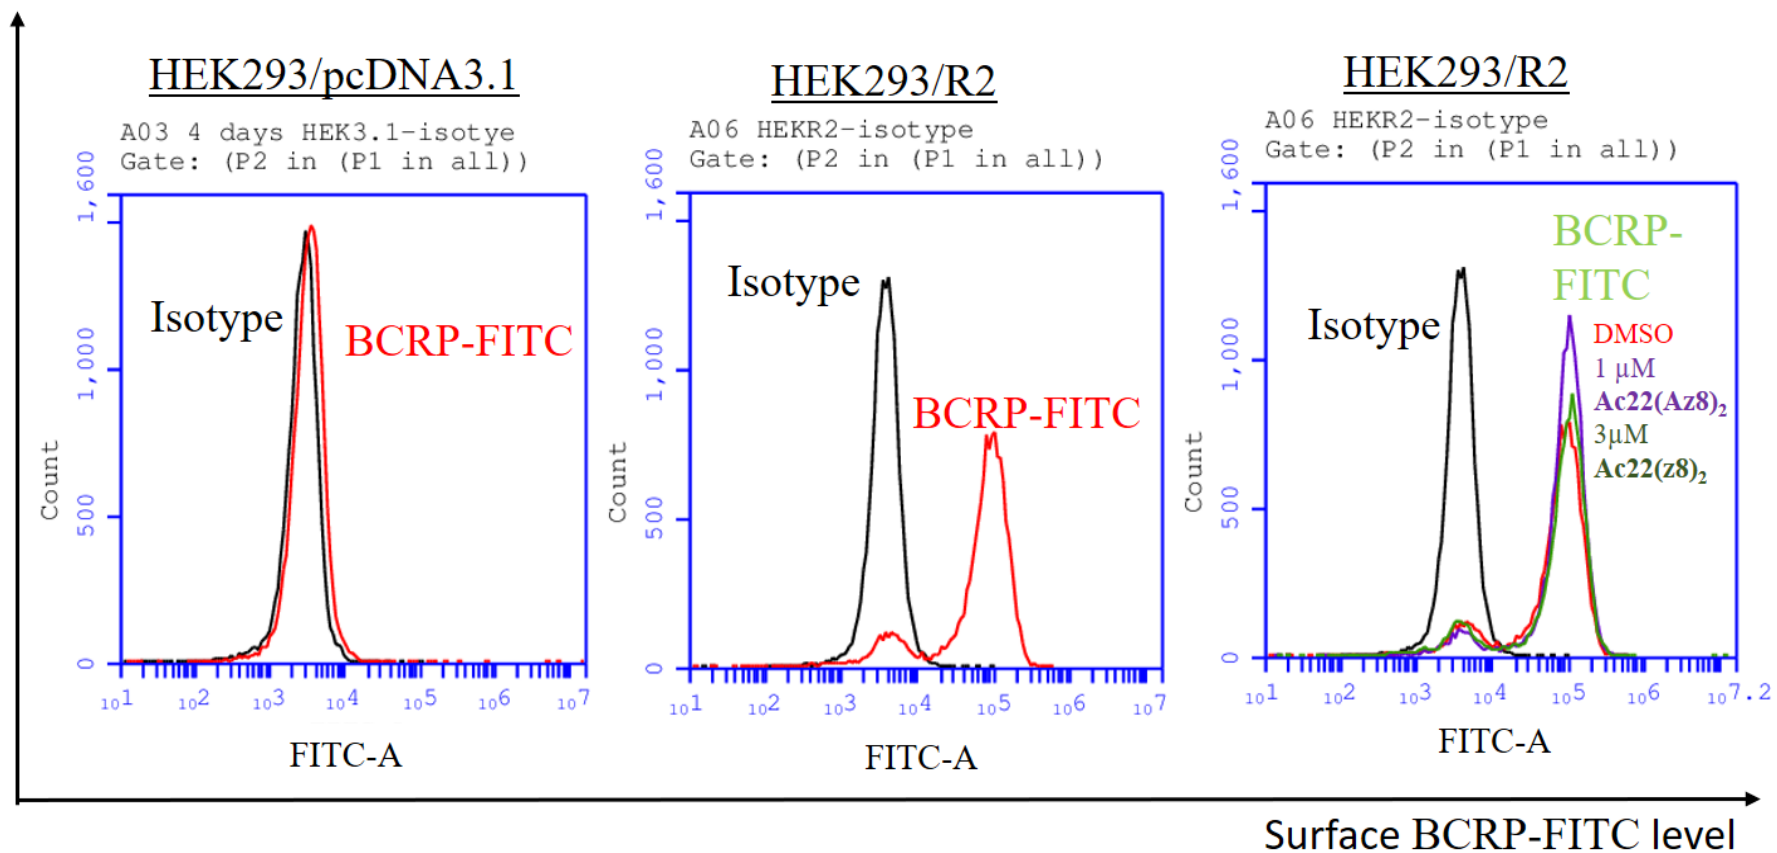 HEK293/pcDNA3.1
A03 4 days HEK3.1-isotye
Gate: (P2 in (P1 in all))
1,600
1,000
500
0
Count
Isotype
BCRP-FITC
10¹ 10² 10³ 10⁴ 10⁵ 10⁶ 10⁷
FITC-A
HEK293/R2
A06 HEKR2-isotype
Gate: (P2 in (P1 in all))
1,600
1,000
500
0
Count
Isotype
BCRP-FITC
10¹ 10² 10³ 10⁴ 10⁵ 10⁶ 10⁷
FITC-A
HEK293/R2
A06 HEKR2-isotype
Gate: (P2 in (P1 in all))
1,600
1,000
500
0
Count
Isotype
BCRP-
FITC
DMSO
1 µM
Ac22(Az8)₂
3µM
Ac22(z8)₂
10¹ 10² 10³ 10⁴ 10⁵ 10⁶ 10⁷·²
FITC-A
Surface BCRP-FITC level